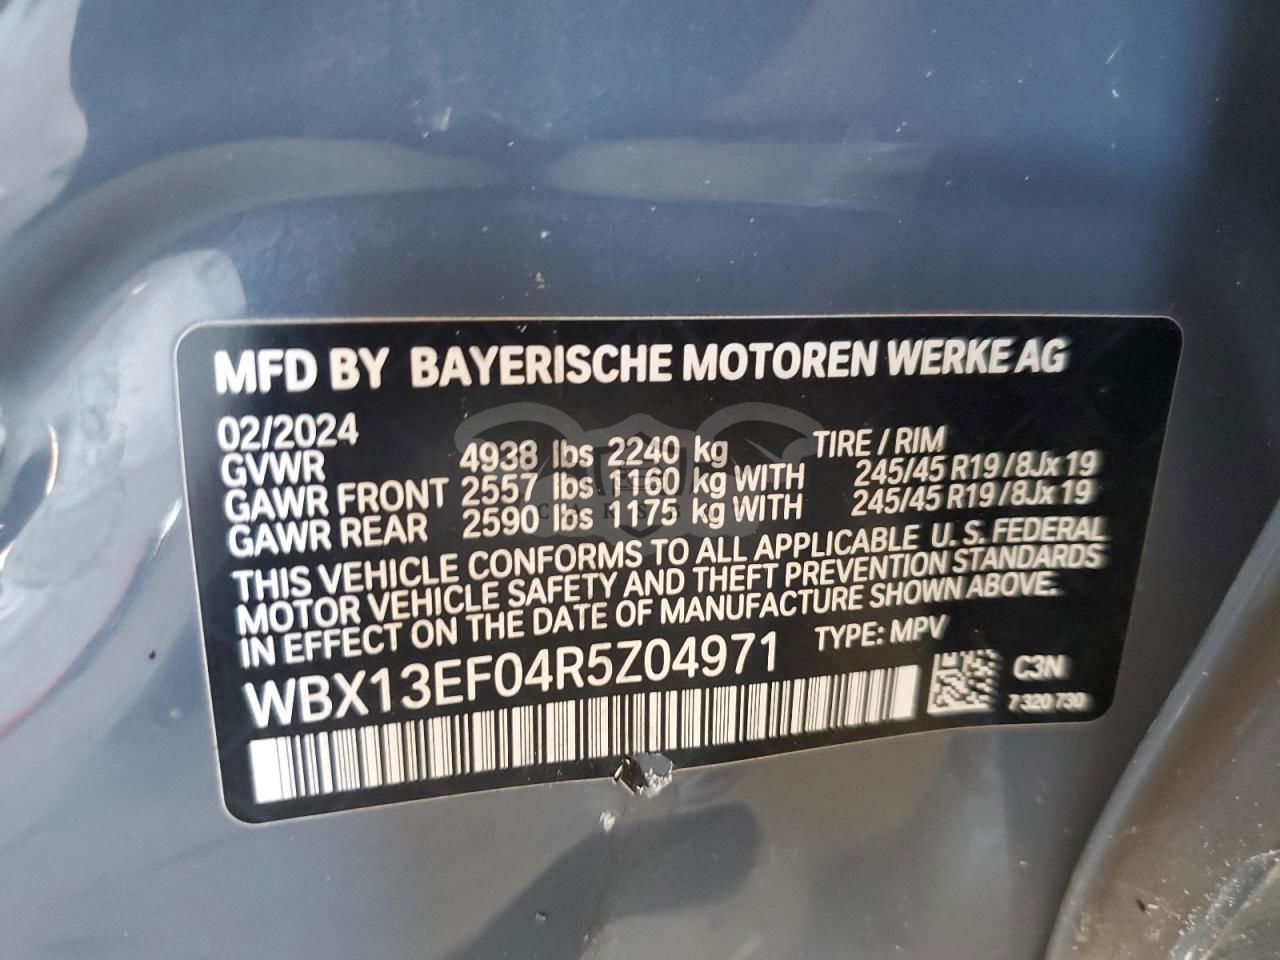 MFD BY BAYERISCHE MOTOREN WERKE AG
02/2024
GVWR 4938 lbs 2240 kg TIRE / RIM
GAWR FRONT 2557 lbs 1160 kg WITH 245/45 R19 / 8Jx19
GAWR REAR 2590 lbs 1175 kg WITH 245/45 R19 / 8Jx19
THIS VEHICLE CONFORMS TO ALL APPLICABLE U. S. FEDERAL
MOTOR VEHICLE SAFETY AND THEFT PREVENTION STANDARDS
IN EFFECT ON THE DATE OF MANUFACTURE SHOWN ABOVE.
WBX13EF04R5Z04971 TYPE: MPV
C3N
7 320 730